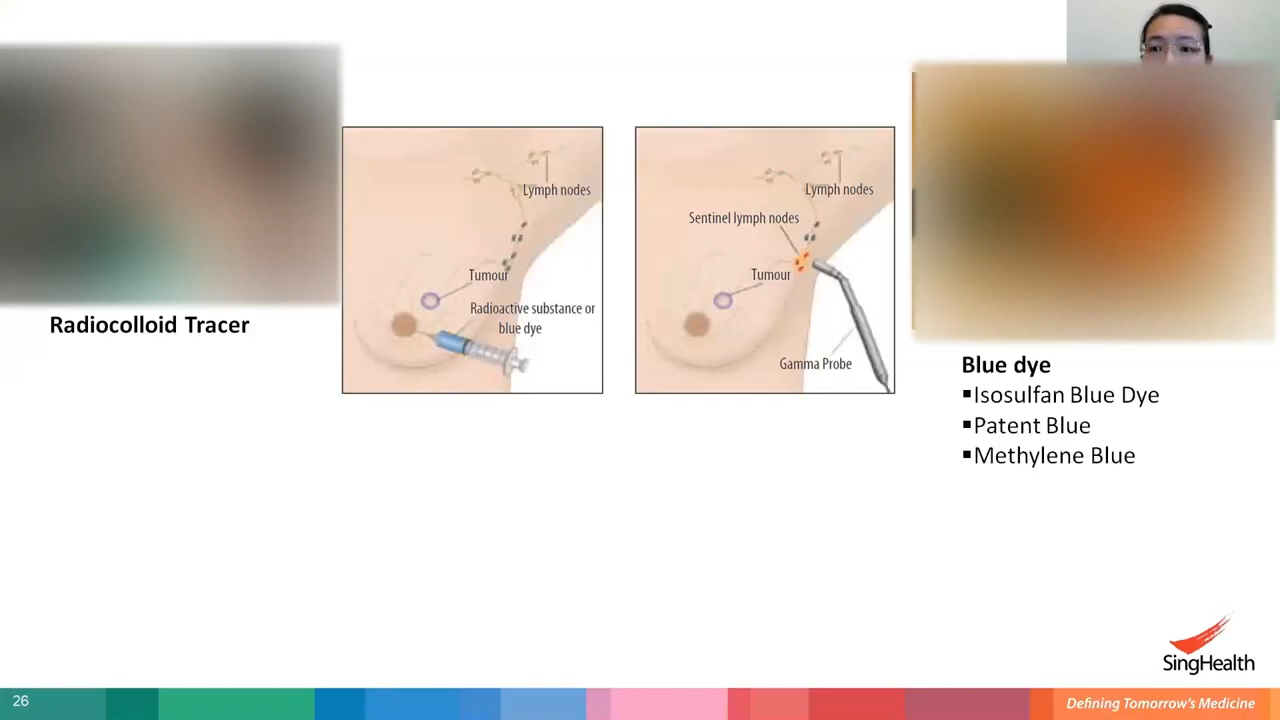 Radiocolloid Tracer
Lymph nodes
Tumour
Radioactive substance or
blue dye
Lymph nodes
Sentinel lymph nodes
Tumour
Gamma Probe
Blue dye
▪Isosulfan Blue Dye
▪Patent Blue
▪Methylene Blue
SingHealth
26
Defining Tomorrow's Medicine